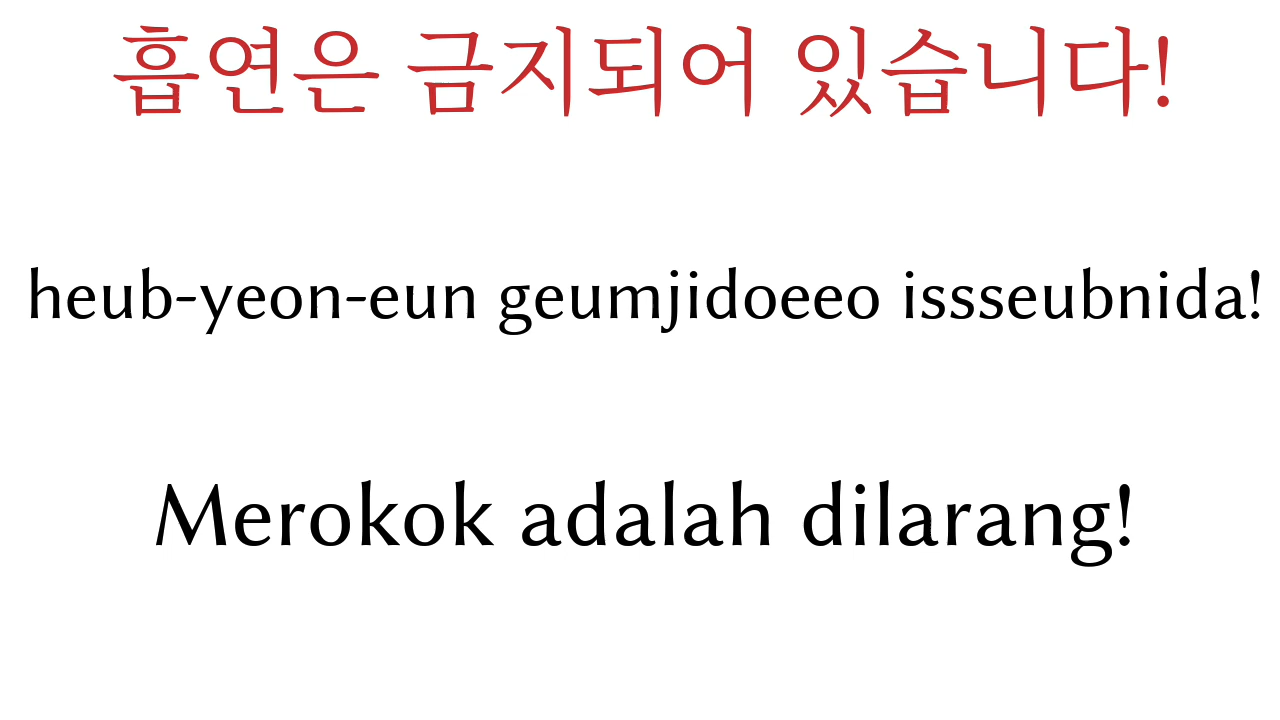 흡연은 금지되어 있습니다!
heub-yeon-eun geumjidoeeo issseubnida!
Merokok adalah dilarang!